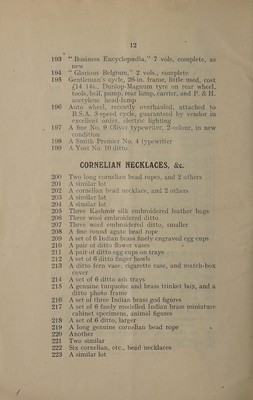 12
193 " Business Encyclopædia," 7 vols, complete, as
new
194 " Glorious Belgium," 2 vols., complete
195 Gentleman's cycle, 28-in. frame, little used, cost
£14 14s., Dunlop-Magnum tyre on rear wheel,
tools, bell, pump, rear lamp, carrier, and P. & H.
acetylene head-lamp
196 Auto wheel, recently overhauled, attached to
B.S.A. 3-speed cycle, guaranteed by vendor in
excellent order, electric lighting
197 A fine No. 9 Oliver typewriter, 2-colour, in new
condition
198 A Smith Premier No. 4 typewriter
199 A Yost No. 10 ditto
CORNELIAN NECKLACES, &c.
200 Two long cornelian bead ropes, and 2 others
201 A similar lot
202 A cornelian bead necklace, and 2 others
203 A similar lot
204 A similar lot
205 Three Kashmir silk embroidered leather bags
206 Three wool embroidered ditto
207 Three wool embroidered ditto, smaller
208 A fine round agate bead rope
209 A set of 6 Indian brass finely engraved egg cups
210 A pair of ditto flower vases
211 A pair of ditto egg cups on trays
212 A set of 6 ditto finger bowls
213 A ditto fern vase, cigarette case, and match-box
cover
214 A set of 6 ditto ash trays
215 A genuine turquoise and brass trinket box, and a
ditto photo frame
216 A set of three Indian brass god figures
217 A set of 6 finely modelled Indian brass miniature
cabinet specimens, animal figures
218 A set of 6 ditto, larger
219 A long genuine cornelian bead rope
220 Another
221 Two similar
222 Six cornelian, etc., bead necklaces
223 A similar lot